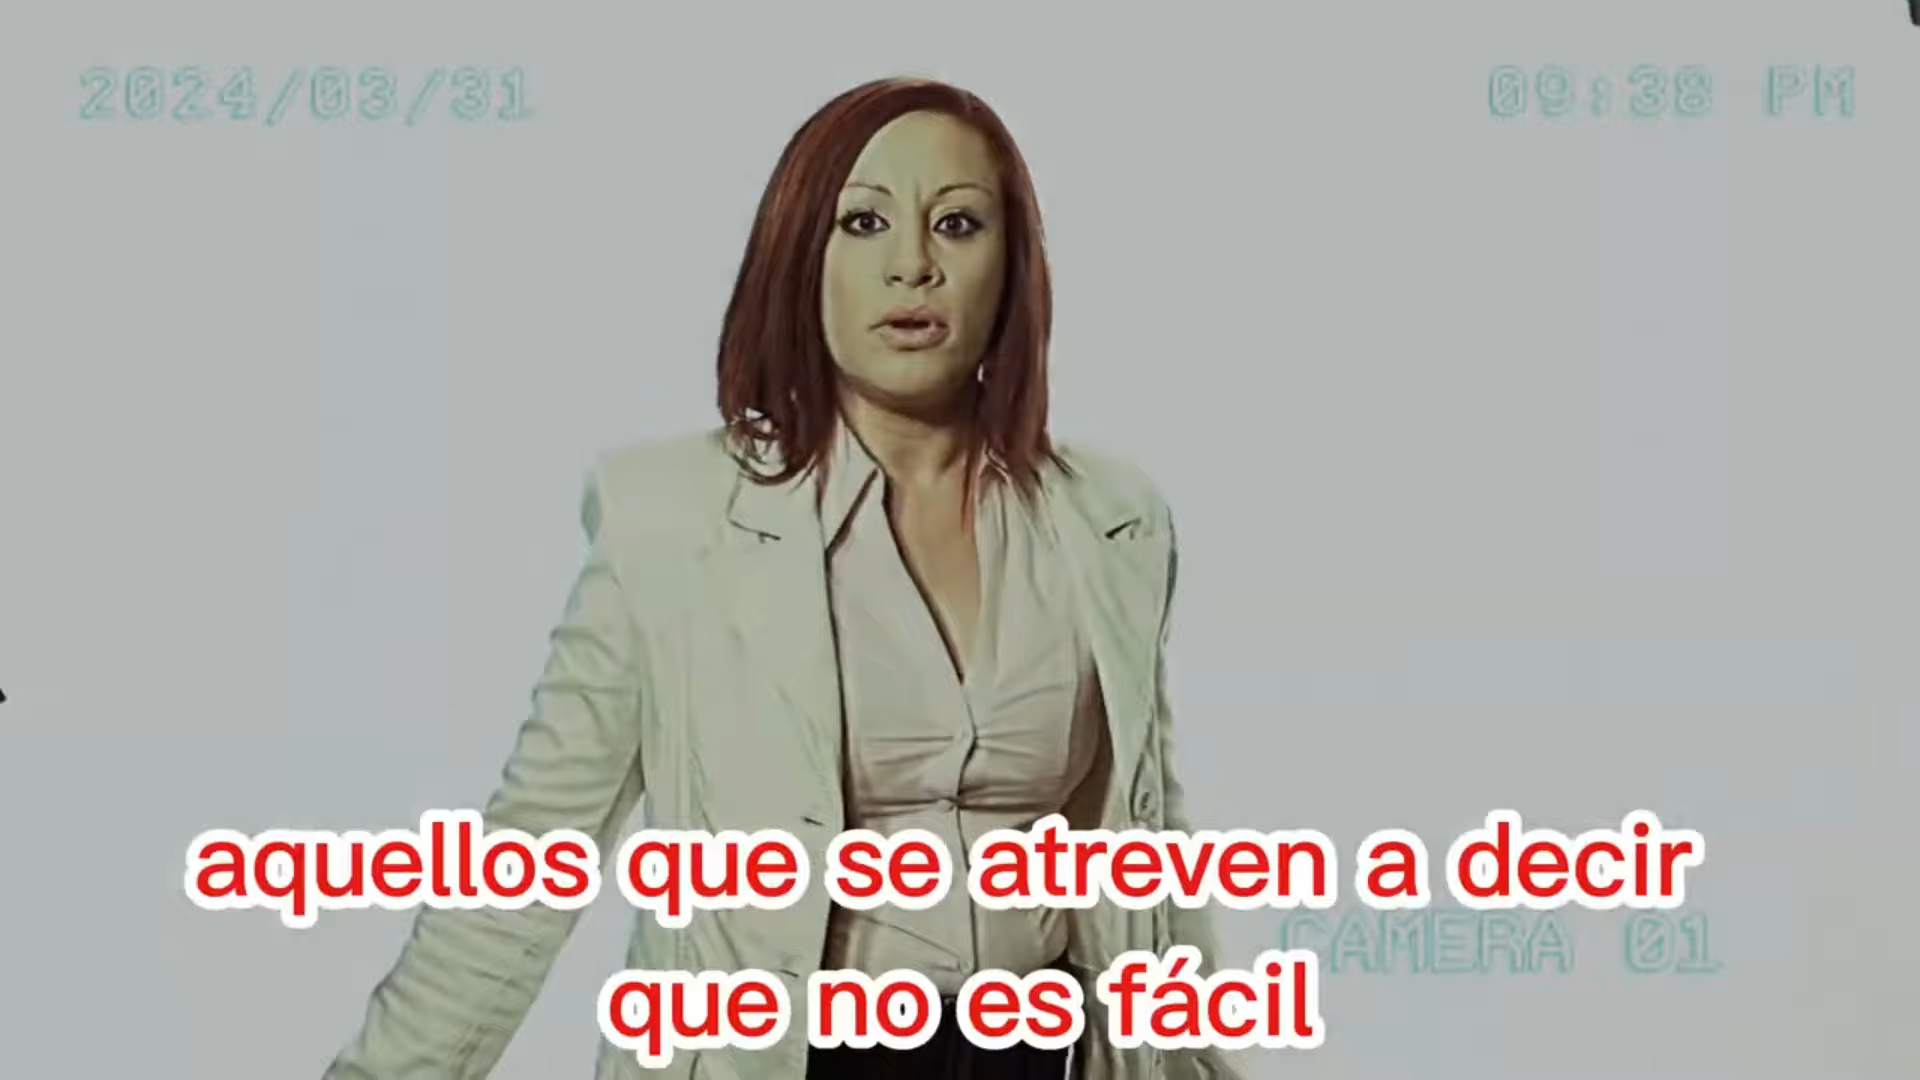 2024/03/31
09:38 PM
aquellos que se atreven a decir
CAMERA 01
que no es fácil